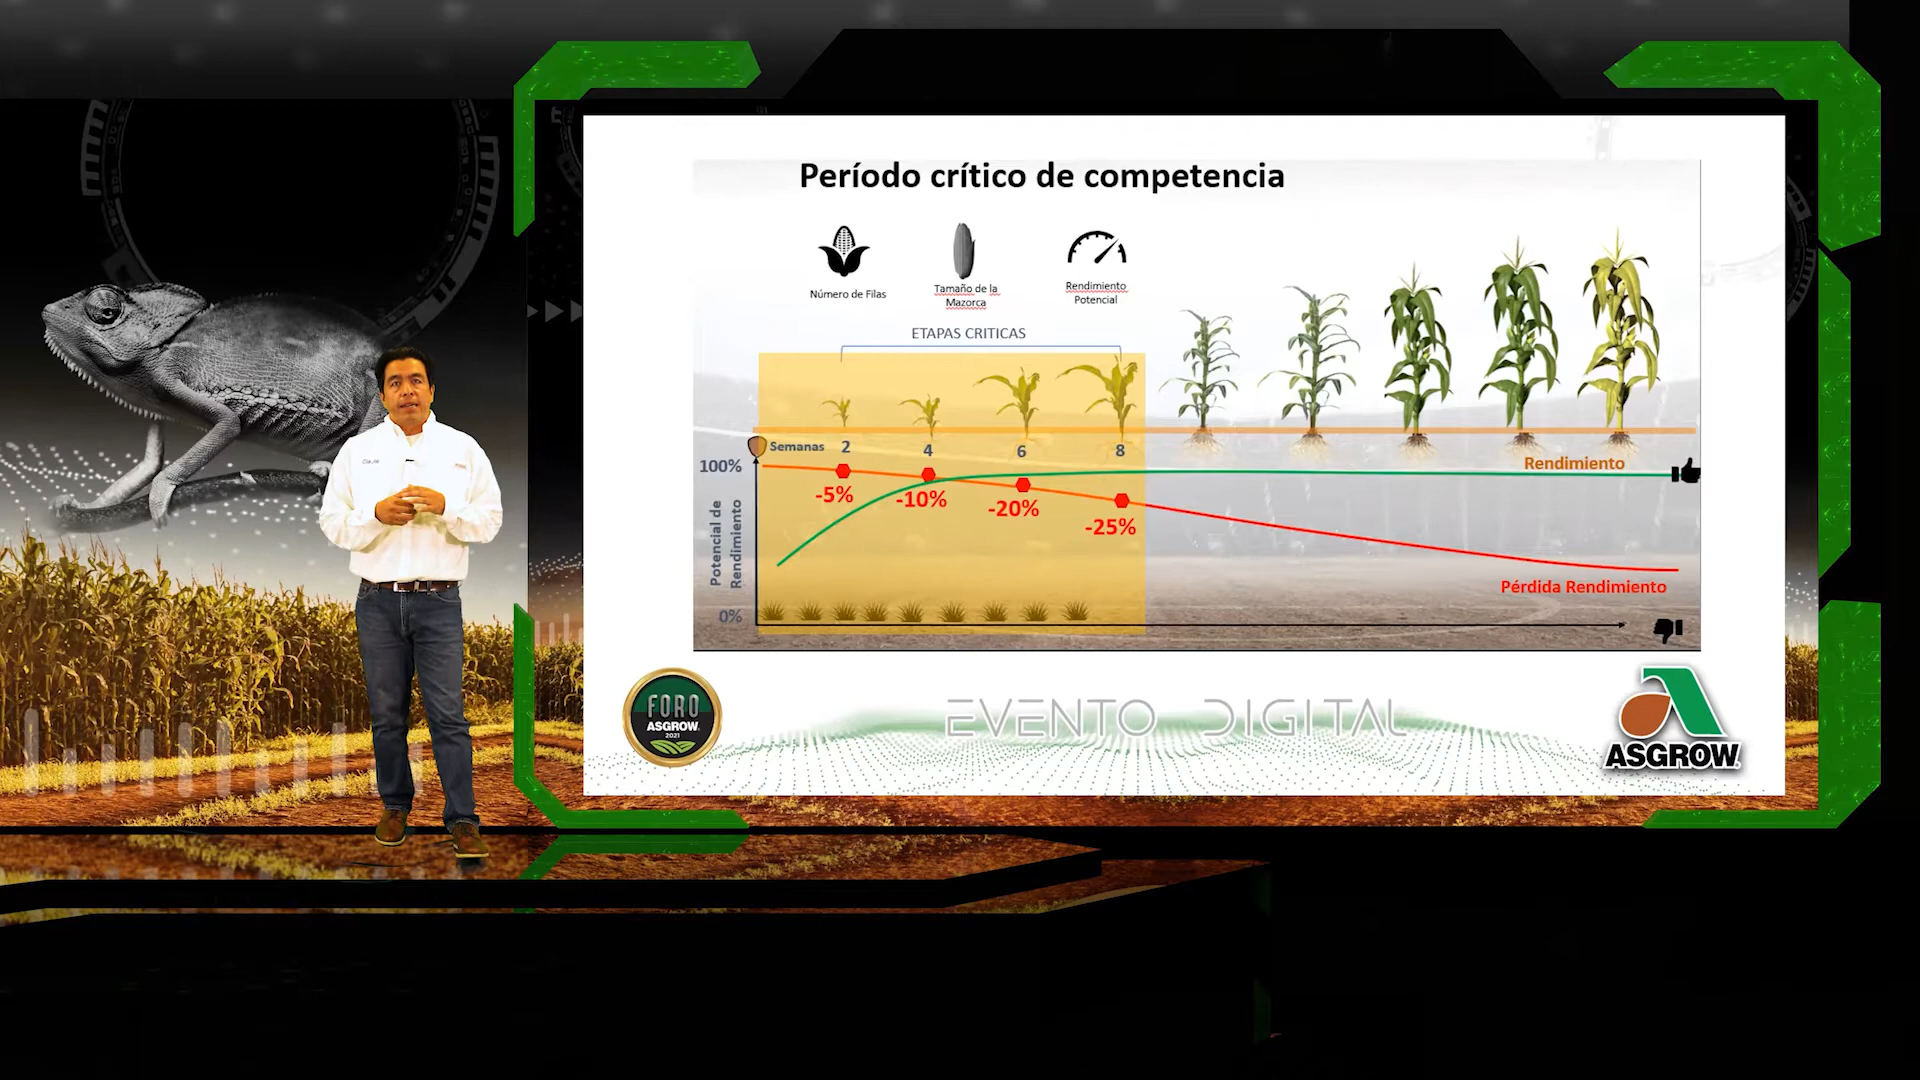 Período crítico de competencia
Número de Filas
Tamaño de la
Mazorca
Rendimiento
Potencial
ETAPAS CRITICAS
Semanas 2 4 6 8
100%
-5%
-10%
-20%
-25%
Rendimiento
Potencial de
Rendimiento
Pérdida Rendimiento
0%
FORO
ASGROW
2021
EVENTO DIGITAL
ASGROW